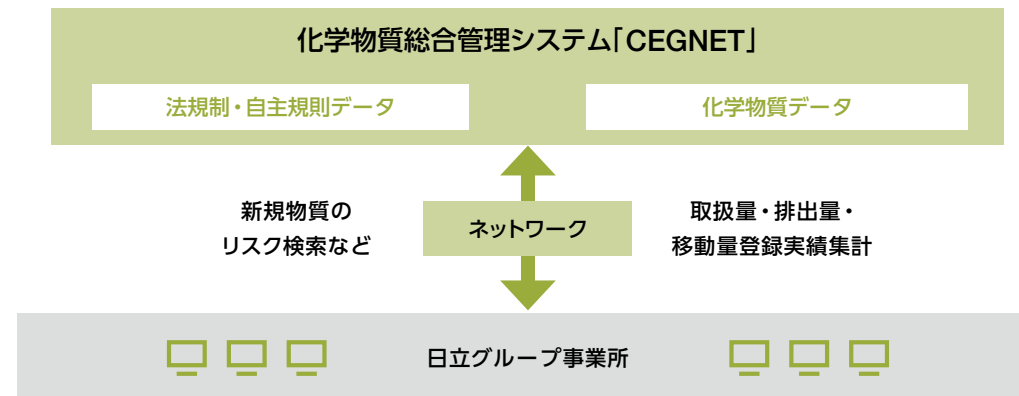 化学物質総合管理システム「CEGNET」
法規制・自主規則データ
化学物質データ
新規物質の
リスク検索など
ネットワーク
取扱量・排出量・
移動量登録実績集計
日立グループ事業所